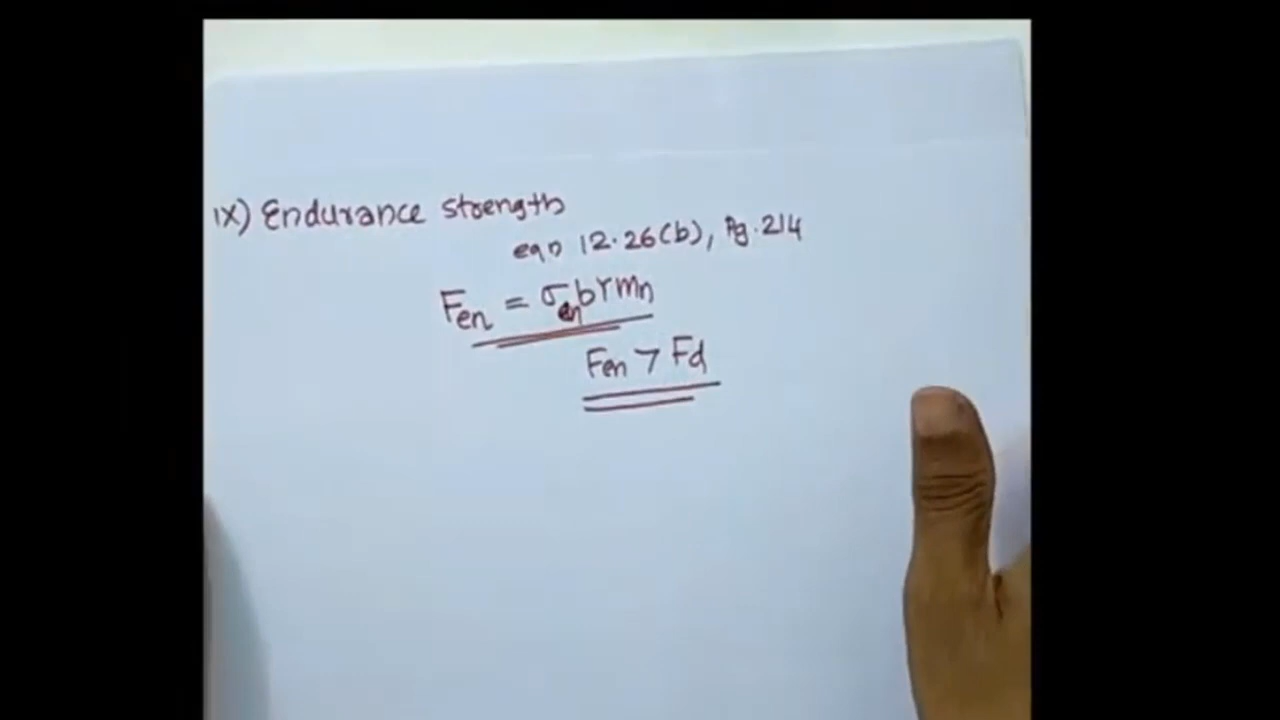 IX) Endurance strength
eqn 12.26(b), Pg.214
Fen = σen b Y mn
Fen > Fd